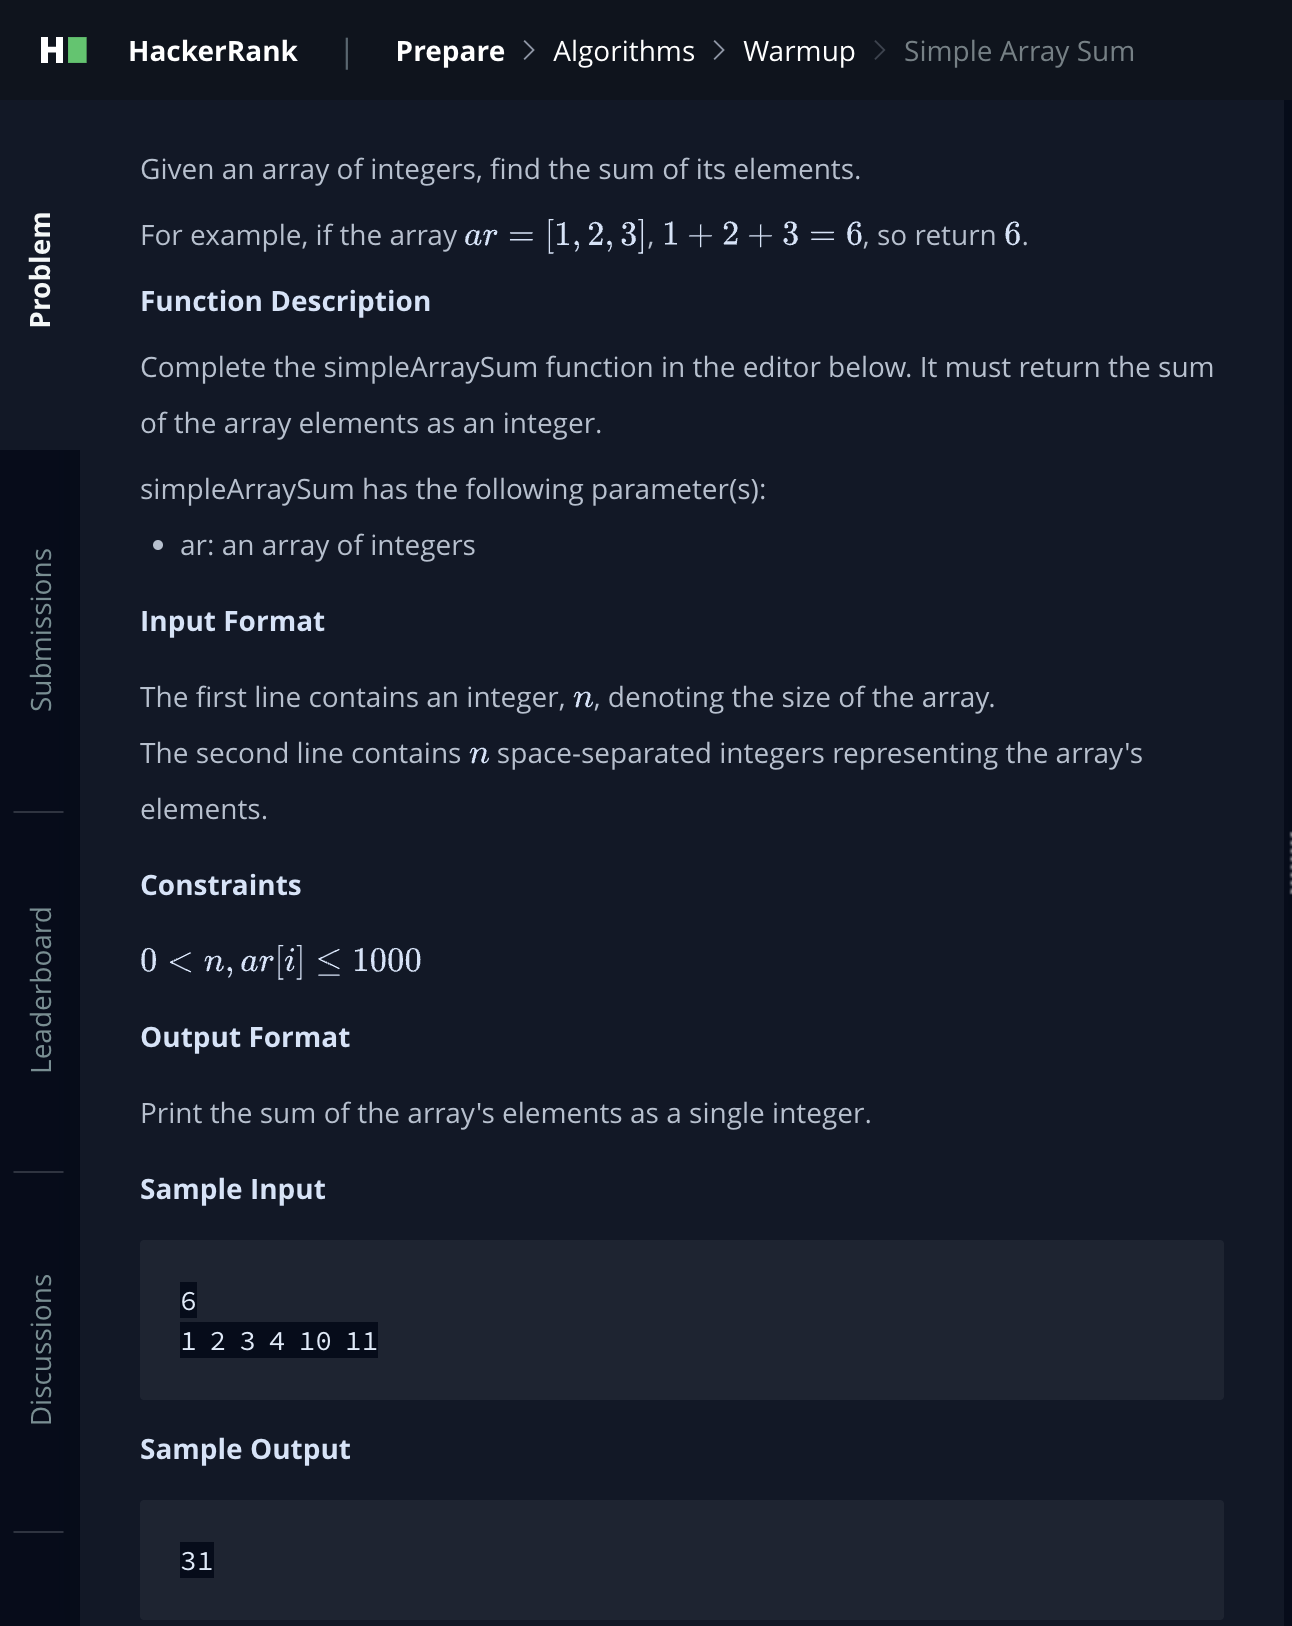 H HackerRank | Prepare > Algorithms > Warmup > Simple Array Sum
Problem
Submissions
Leaderboard
Discussions
Given an array of integers, find the sum of its elements.
For example, if the array ar = [1, 2, 3], 1 + 2 + 3 = 6, so return 6.
Function Description
Complete the simpleArraySum function in the editor below. It must return the sum
of the array elements as an integer.
simpleArraySum has the following parameter(s):
• ar: an array of integers
Input Format
The first line contains an integer, n, denoting the size of the array.
The second line contains n space-separated integers representing the array's
elements.
Constraints
0 < n, ar[i] ≤ 1000
Output Format
Print the sum of the array's elements as a single integer.
Sample Input
6
1 2 3 4 10 11
Sample Output
31